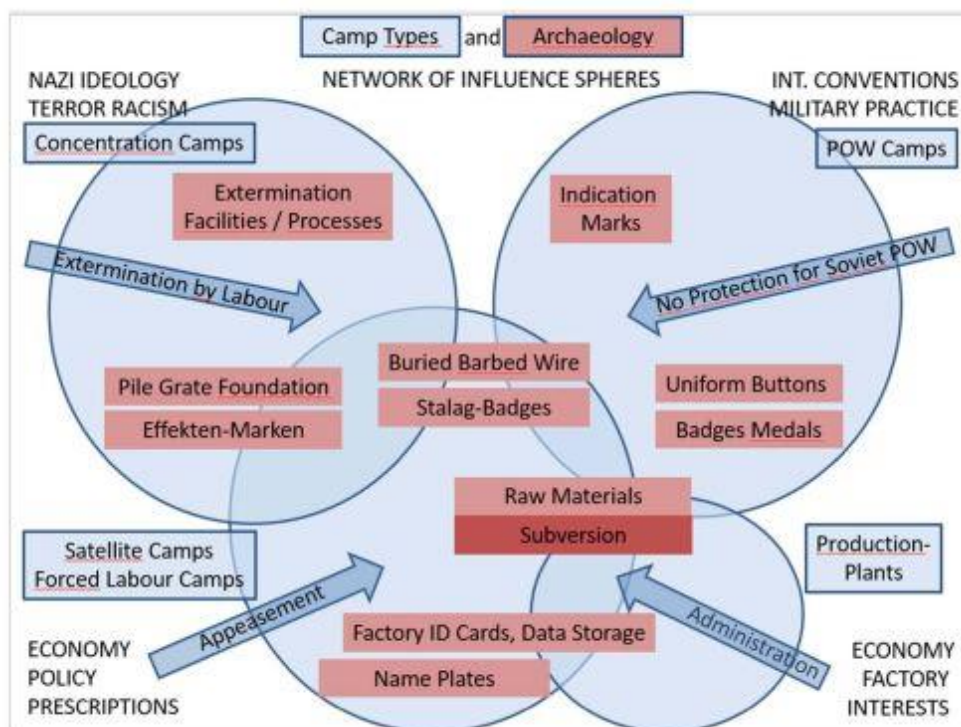 Camp Types and Archaeology
NETWORK OF INFLUENCE SPHERES
NAZI IDEOLOGY
TERROR RACISM
Concentration Camps
INT. CONVENTIONS
MILITARY PRACTICE
POW Camps
Extermination
Facilities / Processes
Indication
Marks
Extermination by Labour
No Protection for Soviet POW
Buried Barbed Wire
Stalag-Badges
Pile Grate Foundation
Effekten-Marken
Uniform Buttons
Badges Medals
Raw Materials
Subversion
Satellite Camps
Forced Labour Camps
Production-
Plants
Appeasement
Administration
Factory ID Cards, Data Storage
Name Plates
ECONOMY
POLICY
PRESCRIPTIONS
ECONOMY
FACTORY
INTERESTS